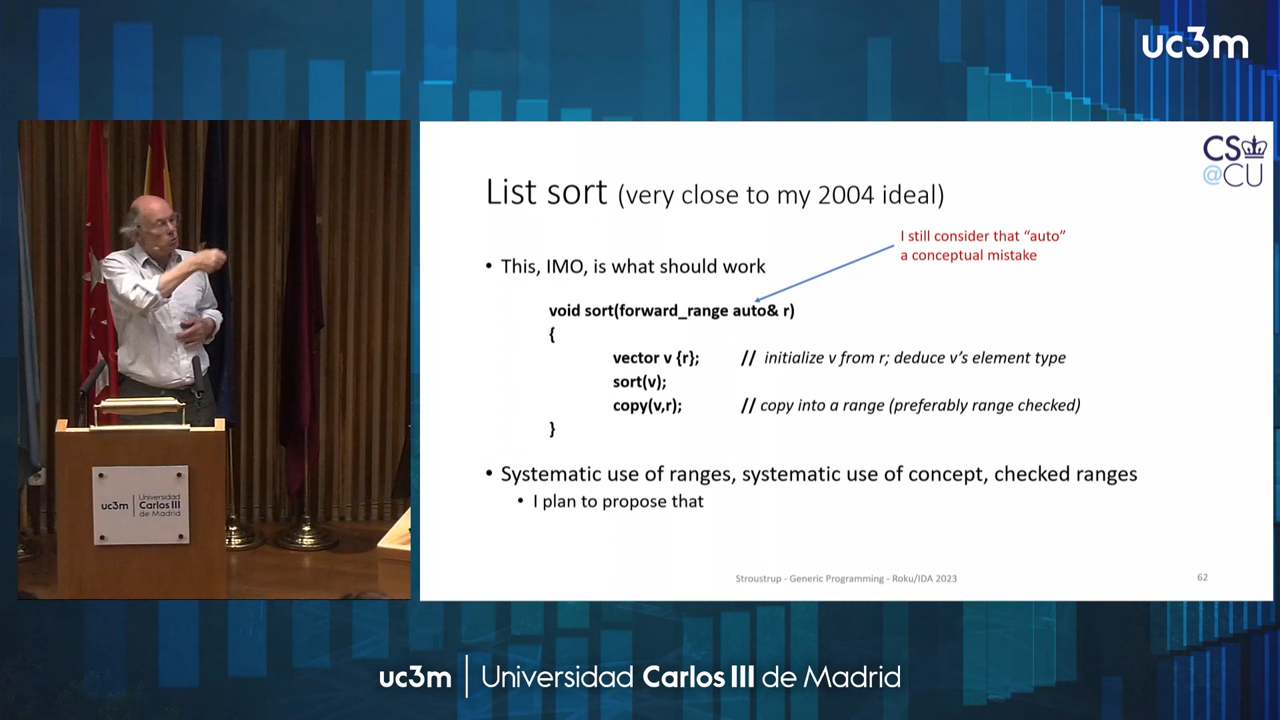 uc3m
CS
@CU
List sort (very close to my 2004 ideal)
I still consider that “auto”
a conceptual mistake
• This, IMO, is what should work
void sort(forward_range auto& r)
{
vector v {r}; // initialize v from r; deduce v’s element type
sort(v);
copy(v,r); // copy into a range (preferably range checked)
}
• Systematic use of ranges, systematic use of concept, checked ranges
• I plan to propose that
Stroustrup - Generic Programming - Roku/IDA 2023
62
uc3m Universidad
Carlos III
de Madrid
uc3m Universidad Carlos III de Madrid